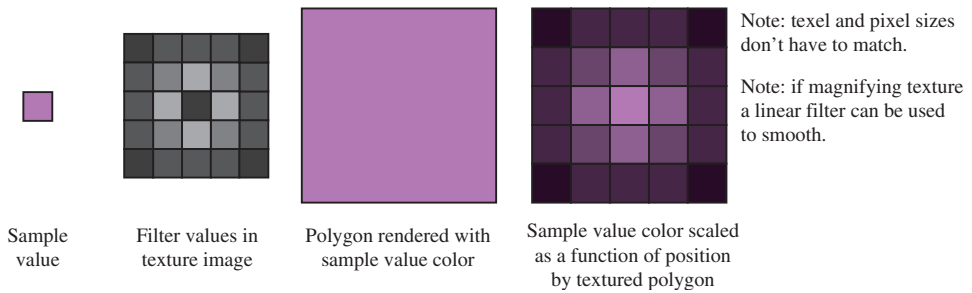 Note: texel and pixel sizes
don’t have to match.
Note: if magnifying texture
a linear filter can be used
to smooth.
Sample
value
Filter values in
texture image
Polygon rendered with
sample value color
Sample value color scaled
as a function of position
by textured polygon